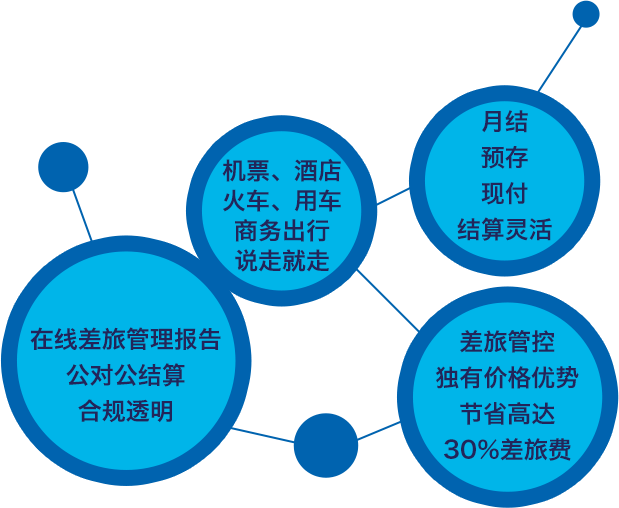 月结
预存
现付
结算灵活
机票、酒店
火车、用车
商务出行
说走就走
在线差旅管理报告
公对公结算
合规透明
差旅管控
独有价格优势
节省高达
30%差旅费